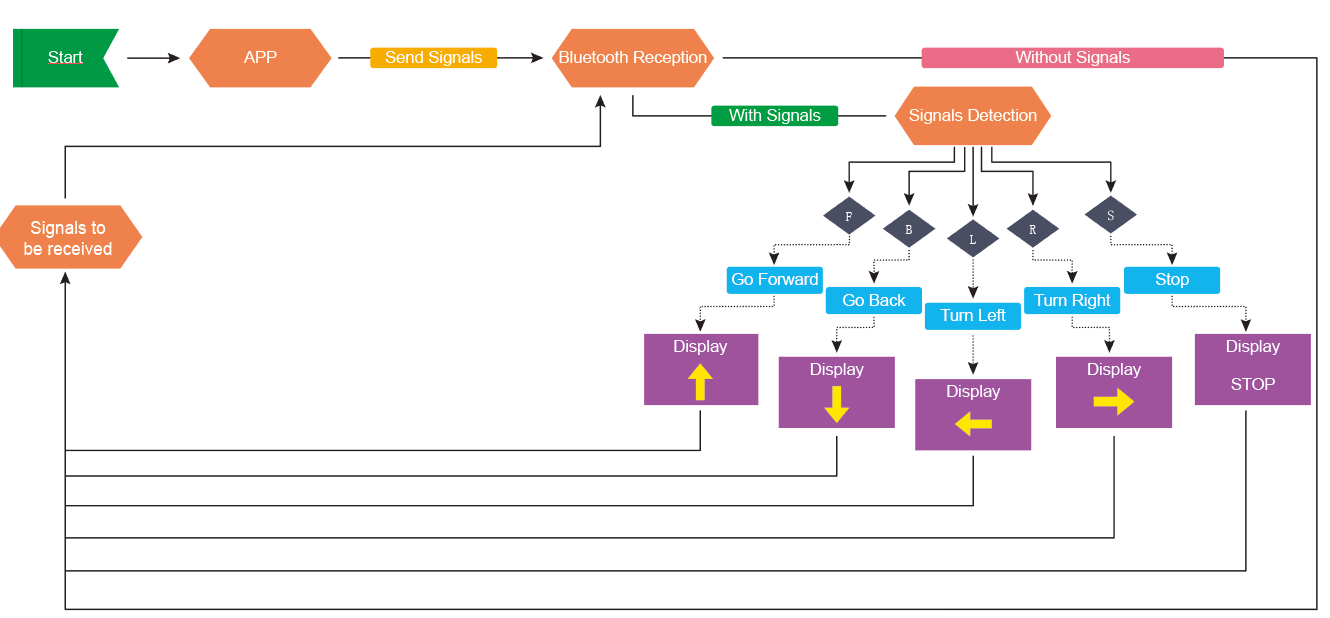 Start
APP
Send Signals
Bluetooth Reception
Without Signals
With Signals
Signals Detection
Signals to
be received
F
B
L
R
S
Go Forward
Go Back
Turn Left
Turn Right
Stop
Display
Display
Display
Display
Display
STOP